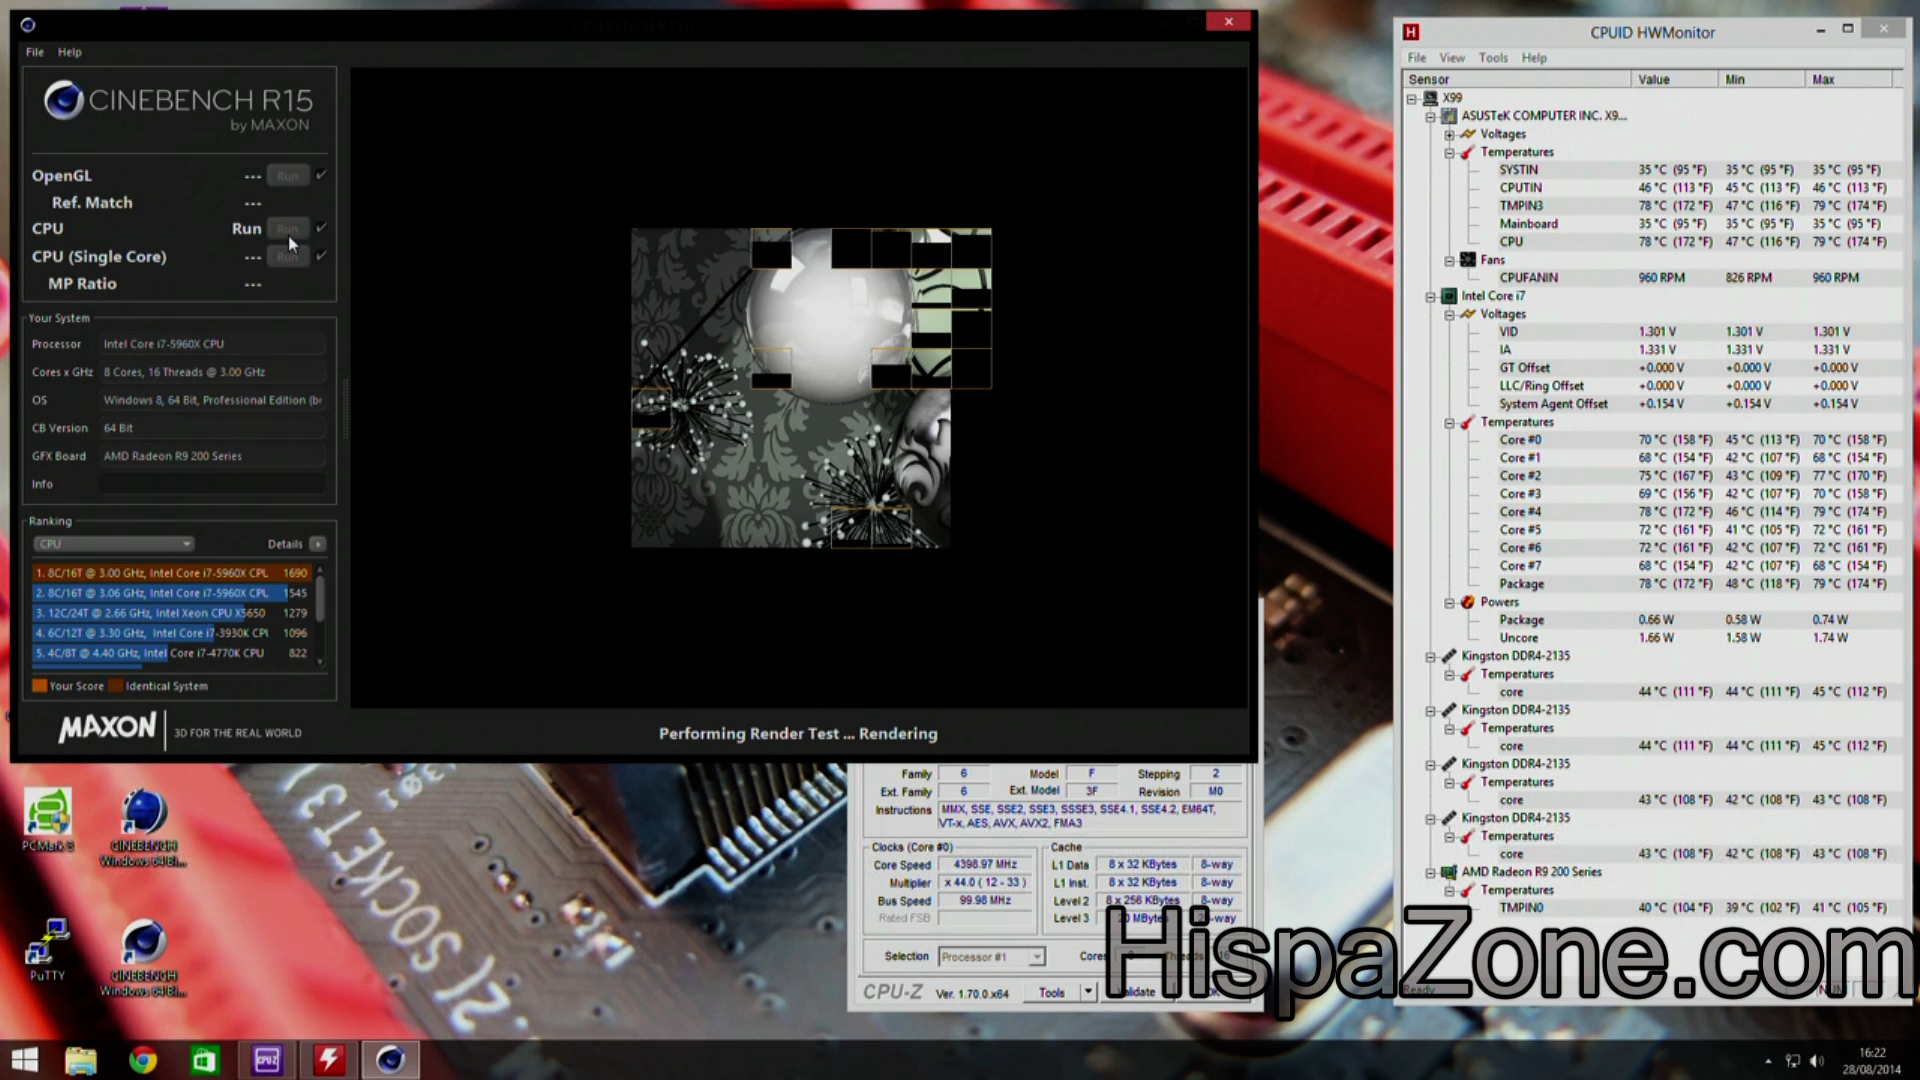 File Help
CINEBENCH R15
by MAXON
OpenGL --- Run
Ref. Match ---
CPU Run Run
CPU (Single Core) --- Run
MP Ratio ---
Your System
Processor Intel Core i7-5960X CPU
Cores x GHz 8 Cores, 16 Threads @ 3.00 GHz
OS Windows 8, 64 Bit, Professional Edition (b
CB Version 64 Bit
GFX Board AMD Radeon R9 200 Series
Info
Ranking
CPU Details
1. 8C/16T @ 3.00 GHz, Intel Core i7-5960X CPU 1690
2. 8C/16T @ 3.06 GHz, Intel Core i7-5960X CPU 1545
3. 12C/24T @ 2.66 GHz, Intel Xeon CPU X5650 1279
4. 6C/12T @ 3.30 GHz, Intel Core i7-3930K CPU 1096
5. 4C/8T @ 4.40 GHz, Intel Core i7-4770K CPU 822
Your Score Identical System
MAXON 3D FOR THE REAL WORLD
Performing Render Test ... Rendering
CPUID HWMonitor
File View Tools Help
Sensor Value Min Max
X99
ASUSTeK COMPUTER INC. X9...
Voltages
Temperatures
SYSTIN 35 °C (95 °F) 35 °C (95 °F) 35 °C (95 °F)
CPUTIN 46 °C (113 °F) 45 °C (113 °F) 46 °C (113 °F)
TMPIN3 78 °C (172 °F) 47 °C (116 °F) 79 °C (174 °F)
Mainboard 35 °C (95 °F) 35 °C (95 °F) 35 °C (95 °F)
CPU 78 °C (172 °F) 47 °C (116 °F) 79 °C (174 °F)
Fans
CPUFANIN 960 RPM 826 RPM 960 RPM
Intel Core i7
Voltages
VID 1.301 V 1.301 V 1.301 V
IA 1.331 V 1.331 V 1.331 V
GT Offset +0.000 V +0.000 V +0.000 V
LLC/Ring Offset +0.000 V +0.000 V +0.000 V
System Agent Offset +0.154 V +0.154 V +0.154 V
Temperatures
Core #0 70 °C (158 °F) 45 °C (113 °F) 70 °C (158 °F)
Core #1 68 °C (154 °F) 42 °C (107 °F) 68 °C (154 °F)
Core #2 75 °C (167 °F) 43 °C (109 °F) 77 °C (170 °F)
Core #3 69 °C (156 °F) 42 °C (107 °F) 70 °C (158 °F)
Core #4 78 °C (172 °F) 46 °C (114 °F) 79 °C (174 °F)
Core #5 72 °C (161 °F) 41 °C (105 °F) 72 °C (161 °F)
Core #6 72 °C (161 °F) 42 °C (107 °F) 72 °C (161 °F)
Core #7 68 °C (154 °F) 42 °C (107 °F) 68 °C (154 °F)
Package 78 °C (172 °F) 48 °C (118 °F) 79 °C (174 °F)
Powers
Package 0.66 W 0.58 W 0.74 W
Uncore 1.66 W 1.58 W 1.74 W
Kingston DDR4-2135
Temperatures
core 44 °C (111 °F) 44 °C (111 °F) 45 °C (112 °F)
Kingston DDR4-2135
Temperatures
core 44 °C (111 °F) 44 °C (111 °F) 45 °C (112 °F)
Kingston DDR4-2135
Temperatures
core 43 °C (108 °F) 42 °C (108 °F) 43 °C (108 °F)
Kingston DDR4-2135
Temperatures
core 43 °C (108 °F) 42 °C (108 °F) 43 °C (108 °F)
AMD Radeon R9 200 Series
Temperatures
TMPIN0 40 °C (104 °F) 39 °C (102 °F) 41 °C (105 °F)
Family 6 Model F Stepping 2
Ext. Family 6 Ext. Model 3F Revision M0
Instructions MMX, SSE, SSE2, SSE3, SSSE3, SSE4.1, SSE4.2, EM64T,
VT-x, AES, AVX, AVX2, FMA3
Clocks (Core #0) Cache
Core Speed 4398.97 MHz L1 Data 8 x 32 KBytes 8-way
Multiplier x 44.0 ( 12 - 33 ) L1 Inst. 8 x 32 KBytes 8-way
Bus Speed 99.98 MHz Level 2 8 x 256 KBytes 8-way
Rated FSB Level 3 MBytes -way
Selection Processor #1 Cores Threads
CPU-Z Ver. 1.70.0.x64 Tools Validate
PCMark 8
CINEBENCH
Windows 64 Bi...
PuTTY
CINEBENCH
Windows 64 Bi...
2(SOCKET3)
HispaZone.com
Ready
16:22
28/08/2014